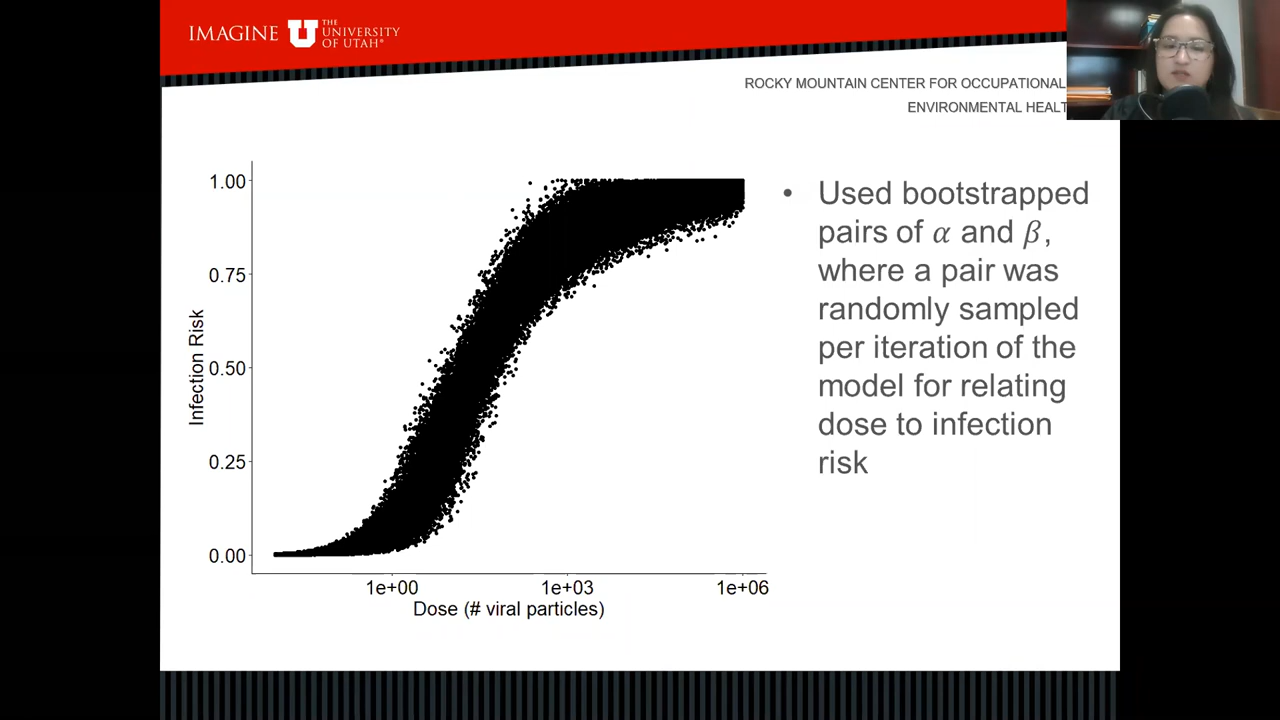 IMAGINE
THE
UNIVERSITY
OF UTAH®
ROCKY MOUNTAIN CENTER FOR OCCUPATIONAL
ENVIRONMENTAL HEALT
1.00
0.75
0.50
0.25
0.00
Infection Risk
1e+00 1e+03 1e+06
Dose (# viral particles)
• Used bootstrapped
pairs of α and β,
where a pair was
randomly sampled
per iteration of the
model for relating
dose to infection
risk